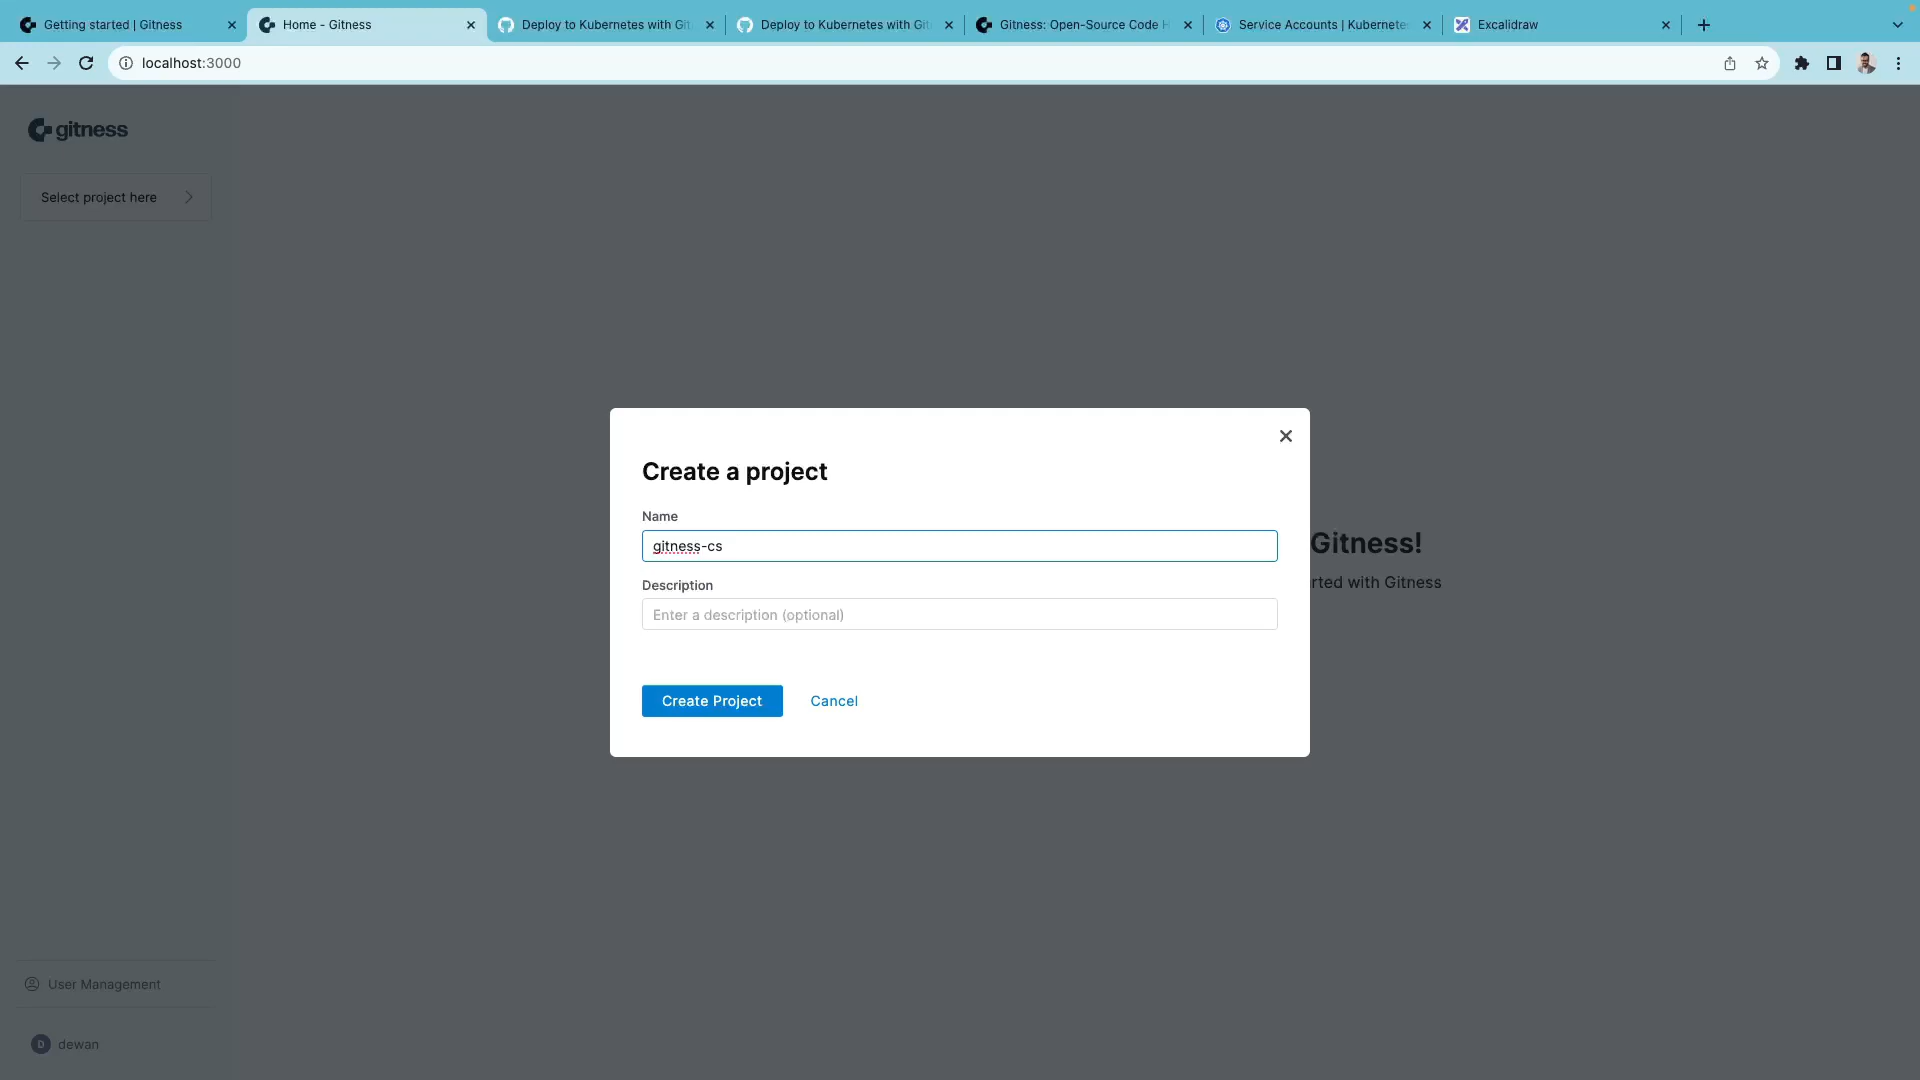 Getting started | Gitness
Home - Gitness
Deploy to Kubernetes with Git
Deploy to Kubernetes with Git
Gitness: Open-Source Code H
Service Accounts | Kubernetes
Excalidraw
localhost:3000
gitness
Select project here
Create a project
Name
gitness-cs
Gitness!
Description
rted with Gitness
Enter a description (optional)
Create Project
Cancel
User Management
D
dewan